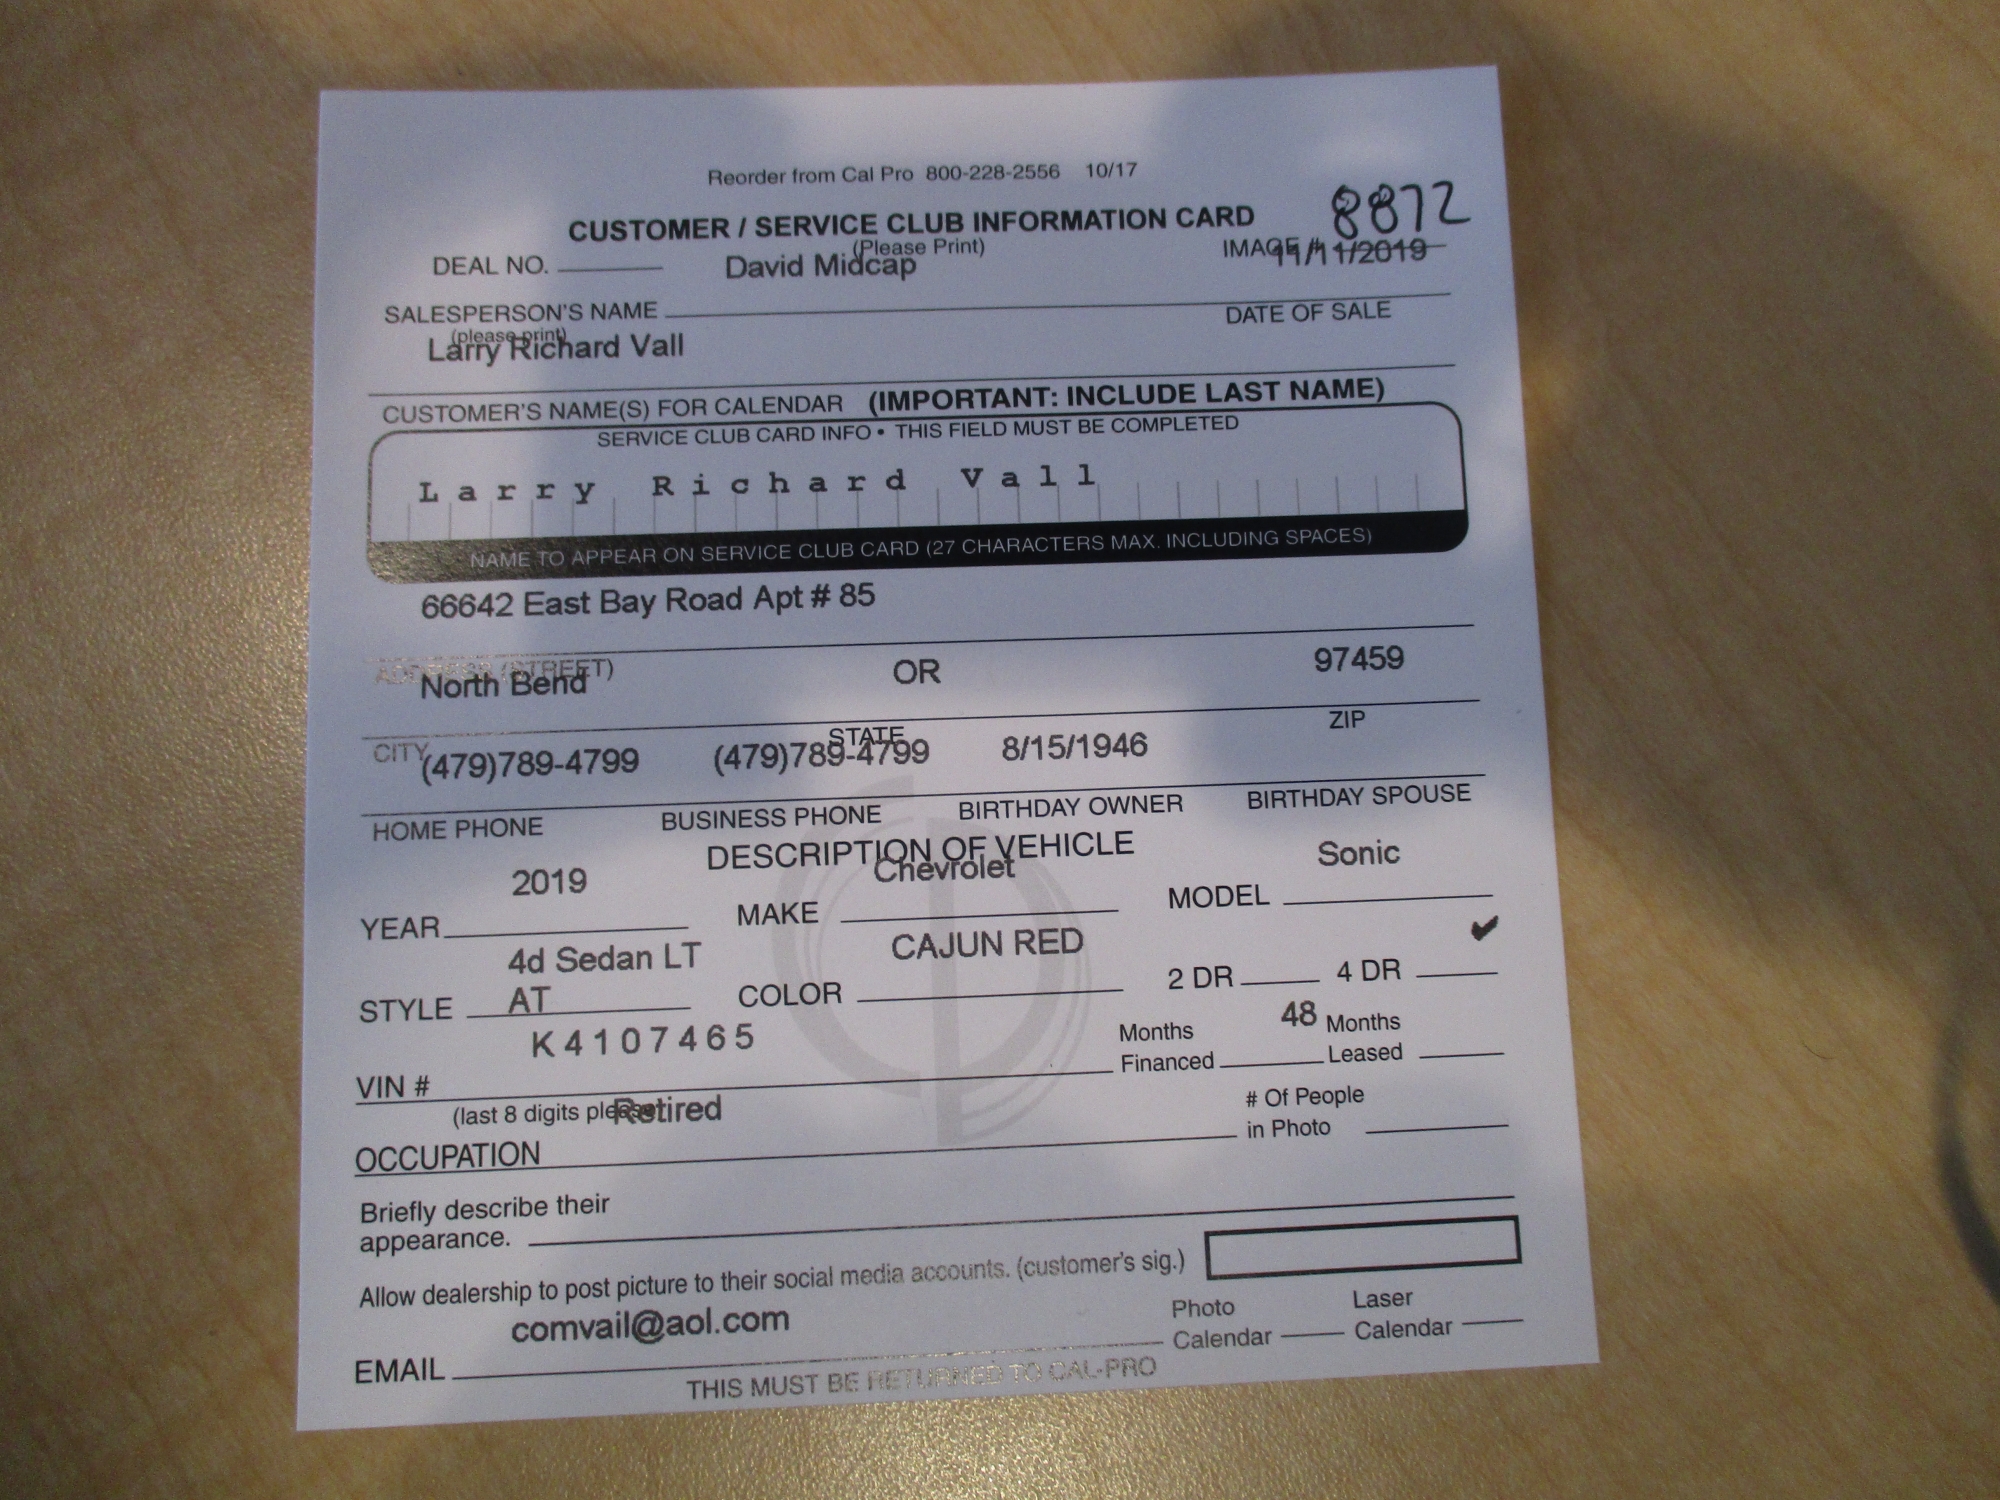 Reorder from Cal Pro 800-228-2556 10/17
8872
CUSTOMER / SERVICE CLUB INFORMATION CARD
(Please Print)
DEAL NO. David Midcap IMAGE # 11/11/2019
SALESPERSON'S NAME DATE OF SALE
(please print)
Larry Richard Vall
CUSTOMER'S NAME(S) FOR CALENDAR (IMPORTANT: INCLUDE LAST NAME)
SERVICE CLUB CARD INFO • THIS FIELD MUST BE COMPLETED
Larry Richard Vall
NAME TO APPEAR ON SERVICE CLUB CARD (27 CHARACTERS MAX. INCLUDING SPACES)
66642 East Bay Road Apt # 85
ADDRESS (STREET)
North Bend OR 97459
CITY STATE ZIP
(479)789-4799 (479)789-4799 8/15/1946
HOME PHONE BUSINESS PHONE BIRTHDAY OWNER BIRTHDAY SPOUSE
DESCRIPTION OF VEHICLE
2019 Chevrolet Sonic
YEAR MAKE MODEL
4d Sedan LT CAJUN RED ✔
STYLE AT COLOR 2 DR 4 DR
K4107465 Months 48 Months
VIN # Financed Leased
(last 8 digits please) Retired # Of People
OCCUPATION in Photo
Briefly describe their
appearance.
Allow dealership to post picture to their social media accounts. (customer's sig.)
comvail@aol.com Photo Laser
EMAIL Calendar Calendar
THIS MUST BE RETURNED TO CAL-PRO